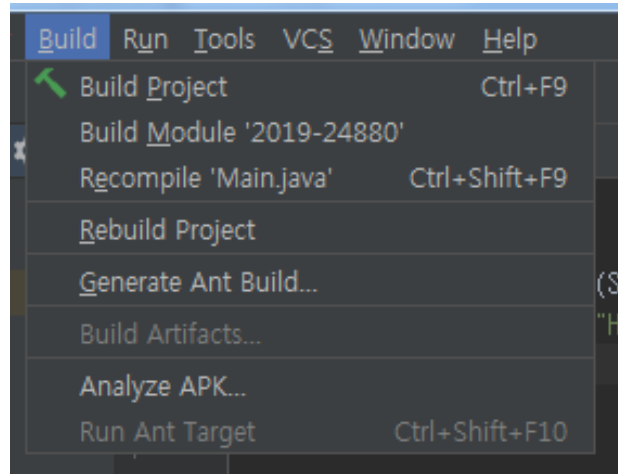 Build Run Tools VCS Window Help
Build Project Ctrl+F9
Build Module '2019-24880'
Recompile 'Main.java' Ctrl+Shift+F9
Rebuild Project
Generate Ant Build...
(S
Build Artifacts...
"H
Analyze APK...
Run Ant Target Ctrl+Shift+F10